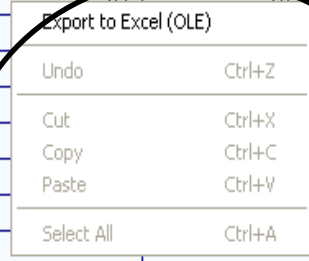 Export to Excel (OLE)
Undo Ctrl+Z
Cut Ctrl+X
Copy Ctrl+C
Paste Ctrl+V
Select All Ctrl+A